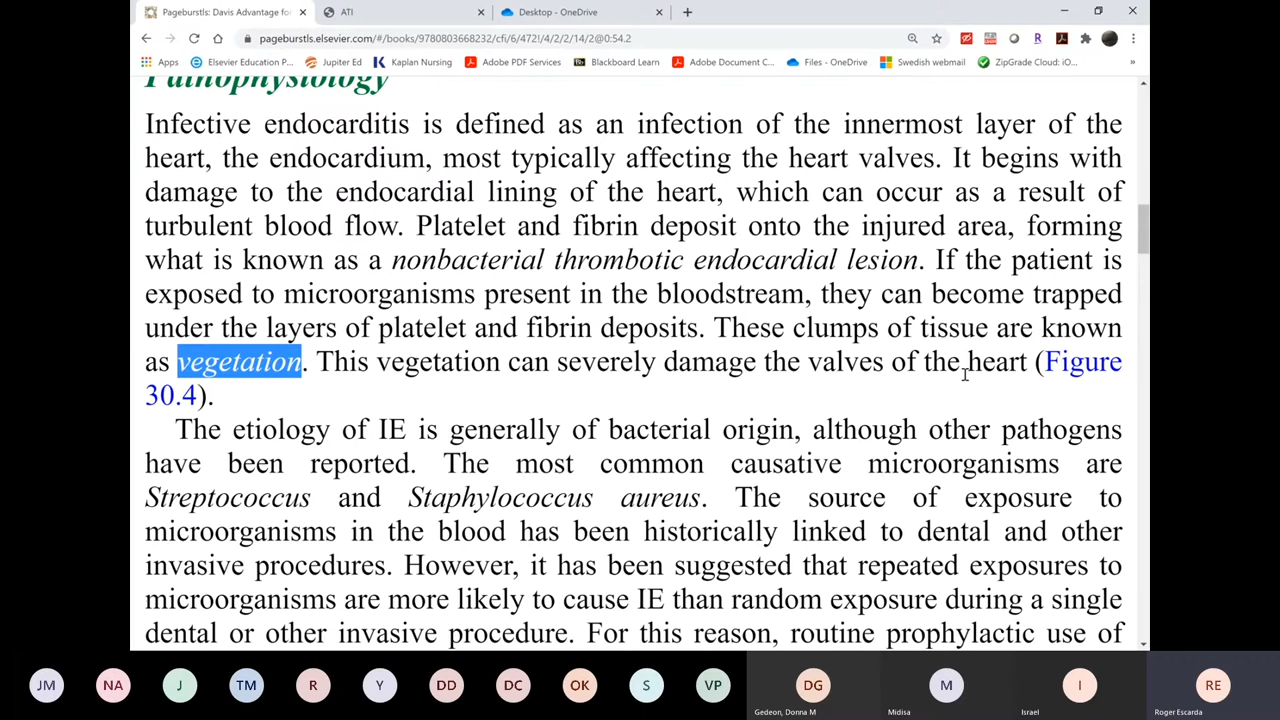 Pageburstls: Davis Advantage fo
ATI
Desktop - OneDrive
pageburstls.elsevier.com/#/books/9780803668232/cfi/6/472!/4/2/2/14/2@0:54.2
Apps
Elsevier Education P...
Jupiter Ed
Kaplan Nursing
Adobe PDF Services
Blackboard Learn
Adobe Document C...
Files - OneDrive
Swedish webmail
ZipGrade Cloud: iO...
Pathophysiology
Infective endocarditis is defined as an infection of the innermost layer of the
heart, the endocardium, most typically affecting the heart valves. It begins with
damage to the endocardial lining of the heart, which can occur as a result of
turbulent blood flow. Platelet and fibrin deposit onto the injured area, forming
what is known as a nonbacterial thrombotic endocardial lesion. If the patient is
exposed to microorganisms present in the bloodstream, they can become trapped
under the layers of platelet and fibrin deposits. These clumps of tissue are known
as vegetation. This vegetation can severely damage the valves of the heart (Figure
30.4).
The etiology of IE is generally of bacterial origin, although other pathogens
have been reported. The most common causative microorganisms are
Streptococcus and Staphylococcus aureus. The source of exposure to
microorganisms in the blood has been historically linked to dental and other
invasive procedures. However, it has been suggested that repeated exposures to
microorganisms are more likely to cause IE than random exposure during a single
dental or other invasive procedure. For this reason, routine prophylactic use of
JM
NA
J
TM
R
Y
DD
DC
OK
S
VP
DG
M
I
RE
Gedeon, Donna M
Midisa
Israel
Roger Escarda